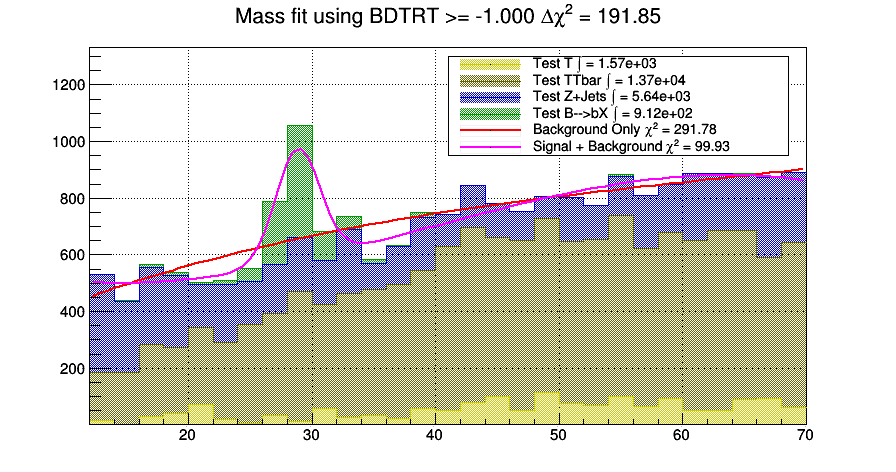 Mass fit using BDTRT >= -1.000 Δχ² = 191.85
Test T ∫ = 1.57e+03
Test TTbar ∫ = 1.37e+04
Test Z+Jets ∫ = 5.64e+03
Test B-->bX ∫ = 9.12e+02
Background Only χ² = 291.78
Signal + Background χ² = 99.93
1200
1000
800
600
400
200
20 30 40 50 60 70